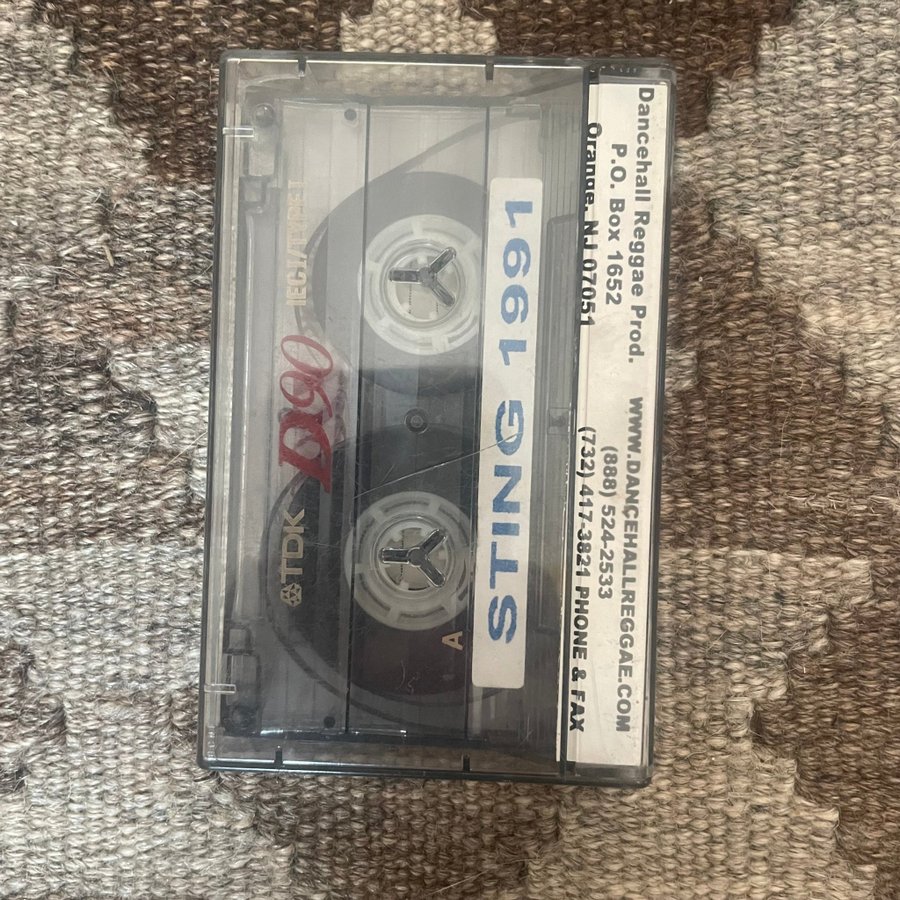 Dancehall Reggae Prod.
P.O. Box 1652
Orange, NJ 07051
WWW.DANCEHALLREGGAE.COM
(888) 524-2533
(732) 417-3821 PHONE & FAX
STING 1991
A
TDK D90
IECI/TYPE I